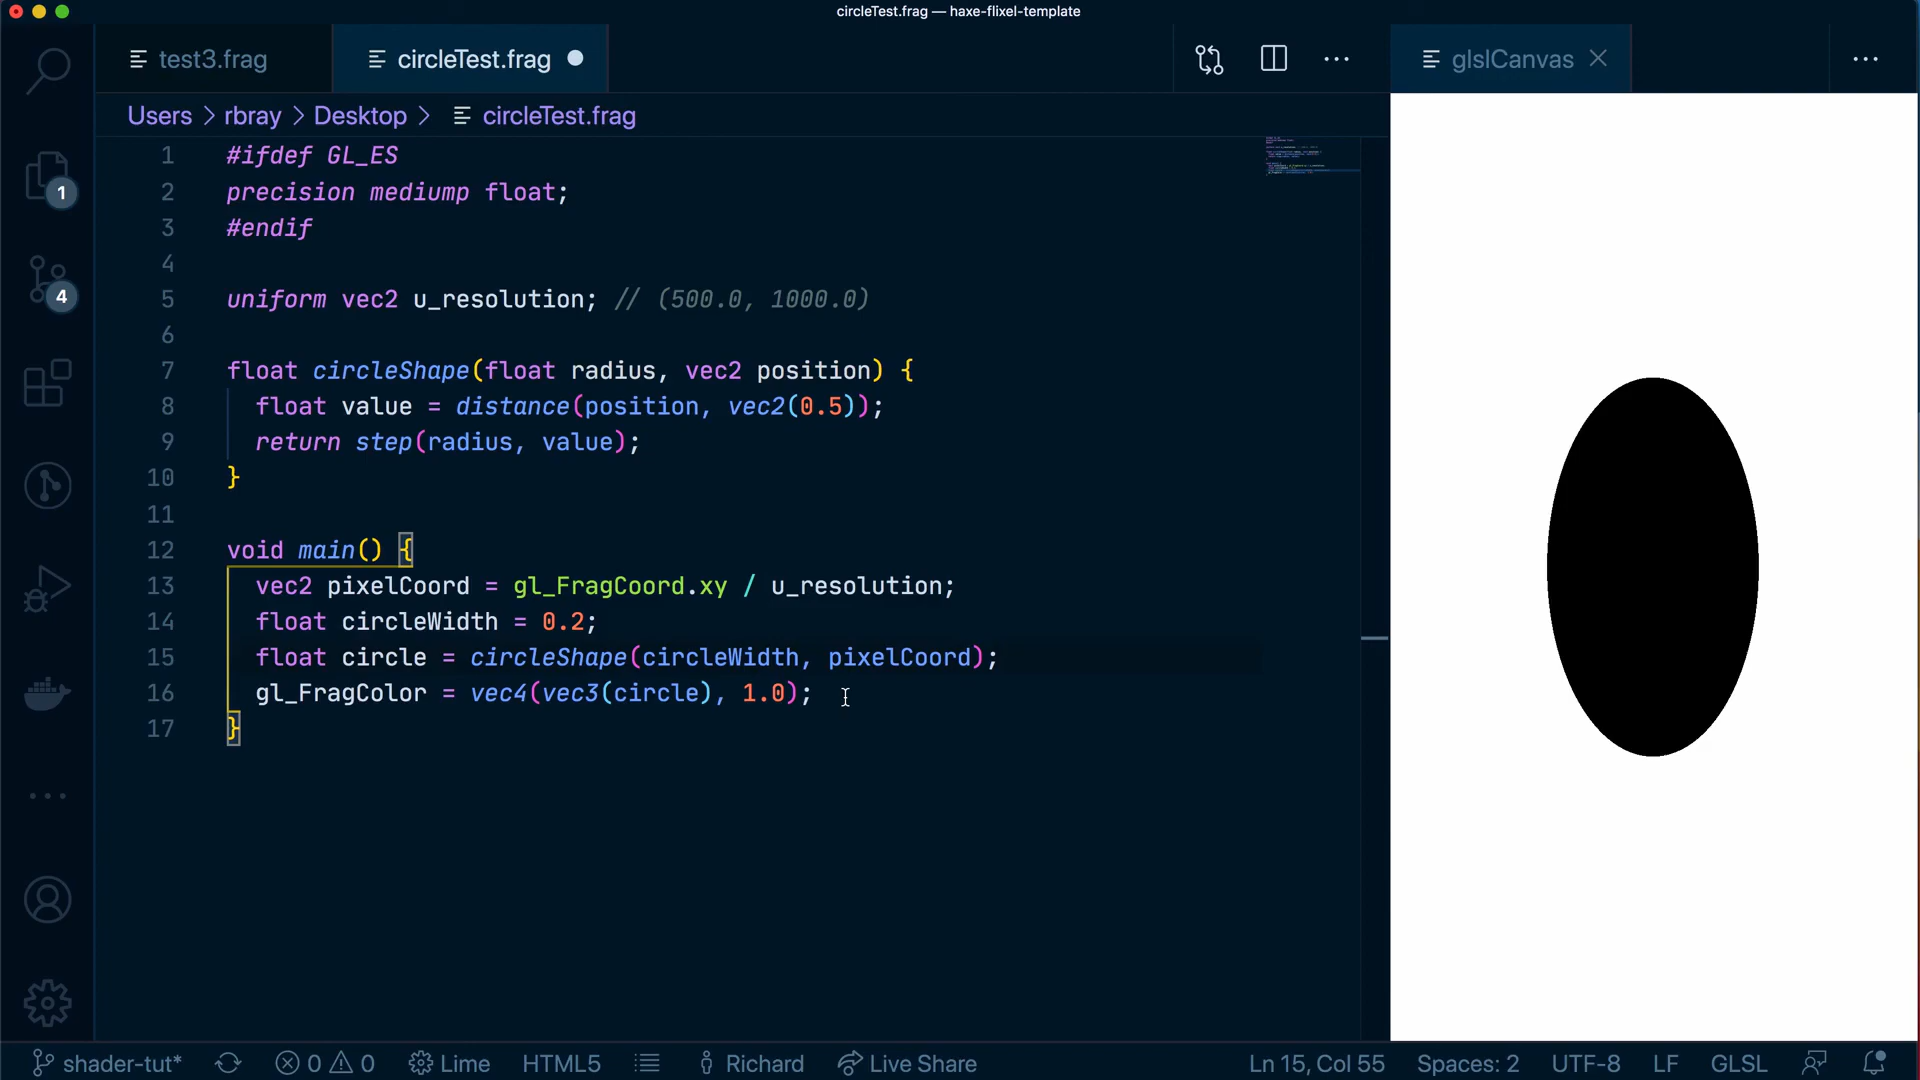 circleTest.frag — haxe-flixel-template
test3.frag
circleTest.frag
glslCanvas
Users > rbray > Desktop > circleTest.frag
1 #ifdef GL_ES
2 precision mediump float;
3 #endif
4
5 uniform vec2 u_resolution; // (500.0, 1000.0)
6
7 float circleShape(float radius, vec2 position) {
8 float value = distance(position, vec2(0.5));
9 return step(radius, value);
10 }
11
12 void main() {
13 vec2 pixelCoord = gl_FragCoord.xy / u_resolution;
14 float circleWidth = 0.2;
15 float circle = circleShape(circleWidth, pixelCoord);
16 gl_FragColor = vec4(vec3(circle), 1.0);
17 }
1
4
shader-tut* 0 0 Lime HTML5 Richard Live Share Ln 15, Col 55 Spaces: 2 UTF-8 LF GLSL